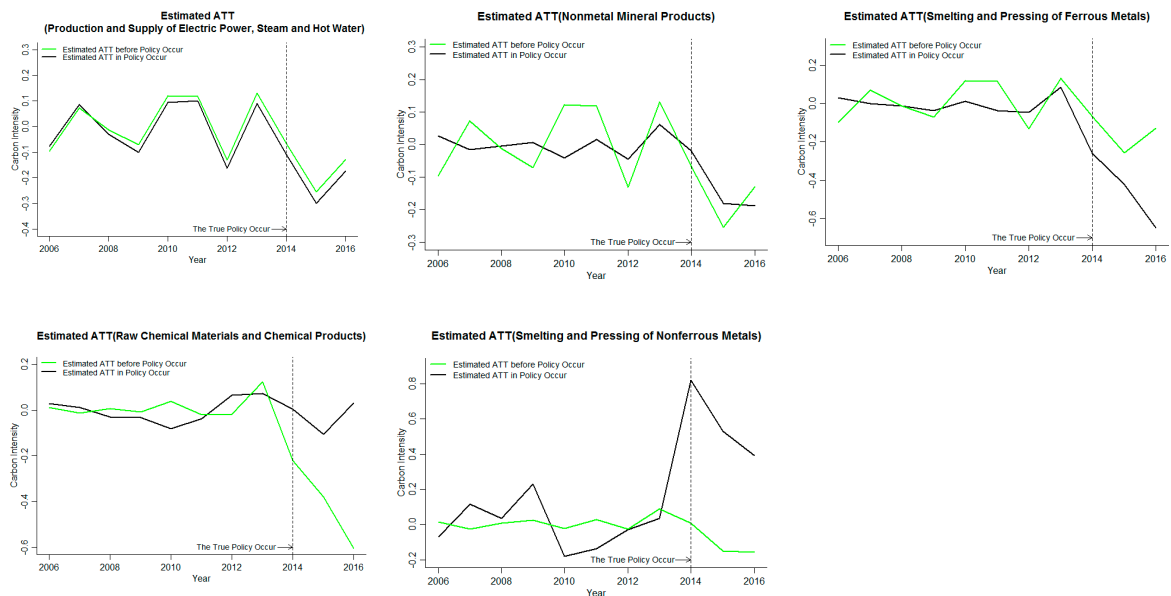 Estimated ATT
(Production and Supply of Electric Power, Steam and Hot Water)
Estimated ATT before Policy Occur
Estimated ATT in Policy Occur
Carbon Intensity
0.3
0.2
0.1
0.0
-0.1
-0.2
-0.3
-0.4
The True Policy Occur
2006 2008 2010 2012 2014 2016
Year
Estimated ATT(Nonmetal Mineral Products)
Estimated ATT before Policy Occur
Estimated ATT in Policy Occur
Carbon Intensity
0.3
0.2
0.1
0.0
-0.1
-0.2
-0.3
The True Policy Occur
2006 2008 2010 2012 2014 2016
Year
Estimated ATT(Smelting and Pressing of Ferrous Metals)
Estimated ATT before Policy Occur
Estimated ATT in Policy Occur
Carbon Intensity
0.2
0.0
-0.2
-0.4
-0.6
The True Policy Occur
2006 2008 2010 2012 2014 2016
Year
Estimated ATT(Raw Chemical Materials and Chemical Products)
Estimated ATT before Policy Occur
Estimated ATT in Policy Occur
Carbon Intensity
0.2
0.0
-0.2
-0.4
-0.6
The True Policy Occur
2006 2008 2010 2012 2014 2016
Year
Estimated ATT(Smelting and Pressing of Nonferrous Metals)
Estimated ATT before Policy Occur
Estimated ATT in Policy Occur
Carbon Intensity
0.8
0.6
0.4
0.2
0.0
-0.2
The True Policy Occur
2006 2008 2010 2012 2014 2016
Year